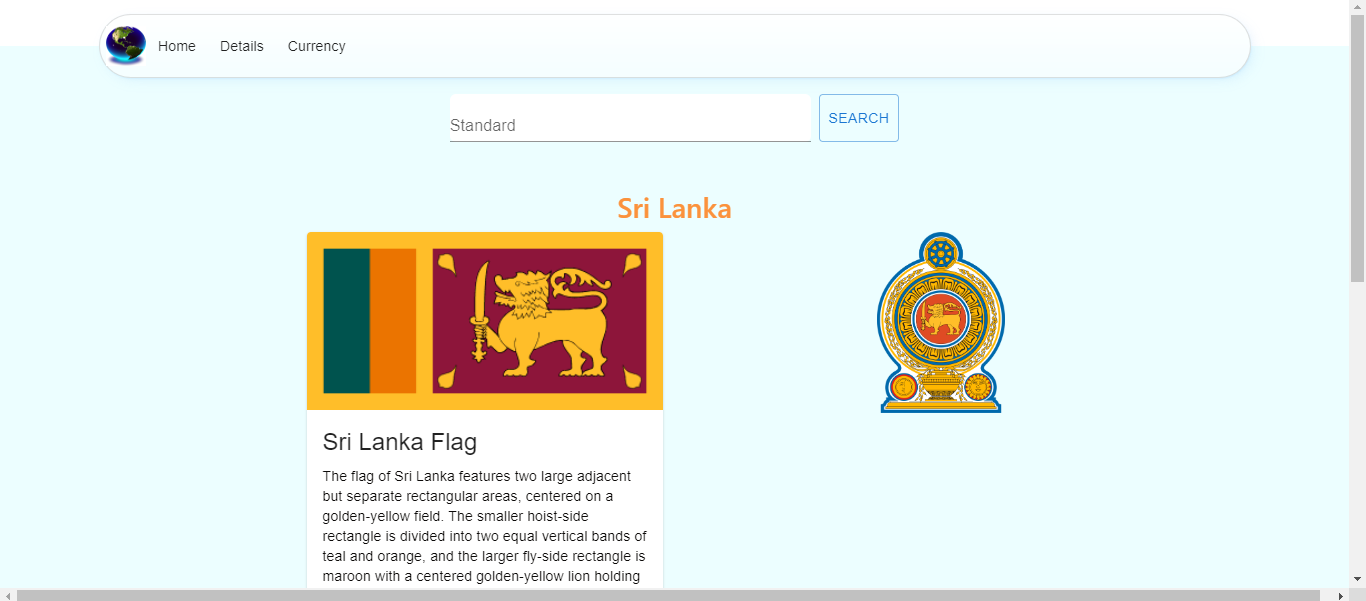 Home Details Currency
Standard
SEARCH
Sri Lanka
Sri Lanka Flag
The flag of Sri Lanka features two large adjacent
but separate rectangular areas, centered on a
golden-yellow field. The smaller hoist-side
rectangle is divided into two equal vertical bands of
teal and orange, and the larger fly-side rectangle is
maroon with a centered golden-yellow lion holding